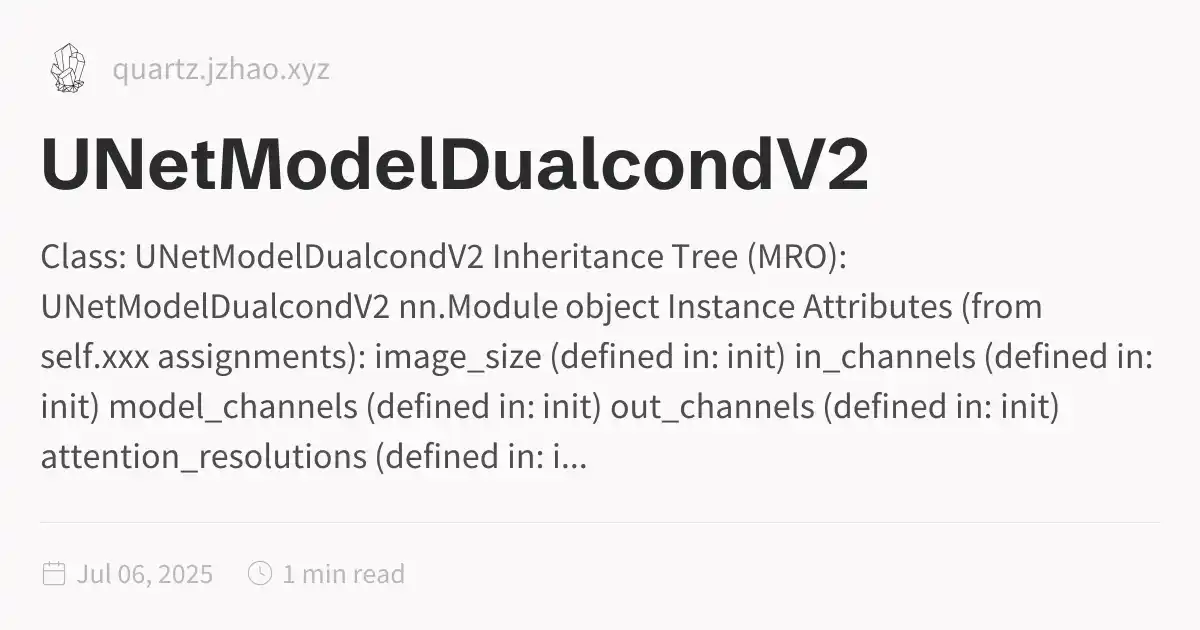 quartz.jzhao.xyz
UNetModelDualcondV2
Class: UNetModelDualcondV2 Inheritance Tree (MRO):
UNetModelDualcondV2 nn.Module object Instance Attributes (from
self.xxx assignments): image_size (defined in: init) in_channels (defined in:
init) model_channels (defined in: init) out_channels (defined in: init)
attention_resolutions (defined in: i...
Jul 06, 2025 1 min read